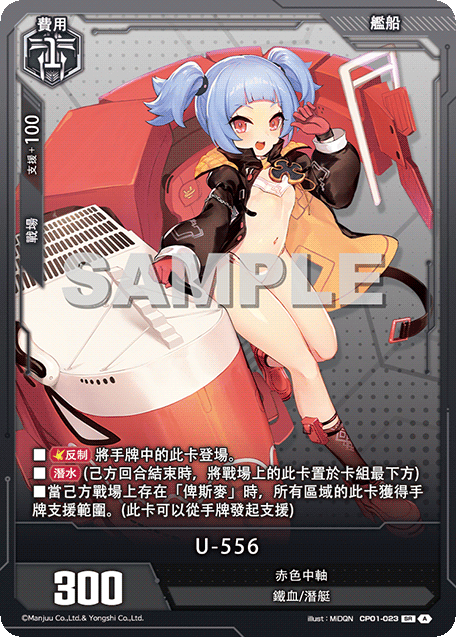 費用
艦船
1
支援+100
戰場
SAMPLE
■反制 將手牌中的此卡登場。
■潛水 (己方回合結束時，將戰場上的此卡置於卡組最下方)
■當己方戰場上存在「俾斯麥」時，所有區域的此卡獲得手
牌支援範圍。(此卡可以從手牌發起支援)
U-556
300
赤色中軸
鐵血/潛艇
©Manjuu Co.,Ltd.& Yongshi Co.,Ltd.
illust : MiDQN CP01-023 SR A